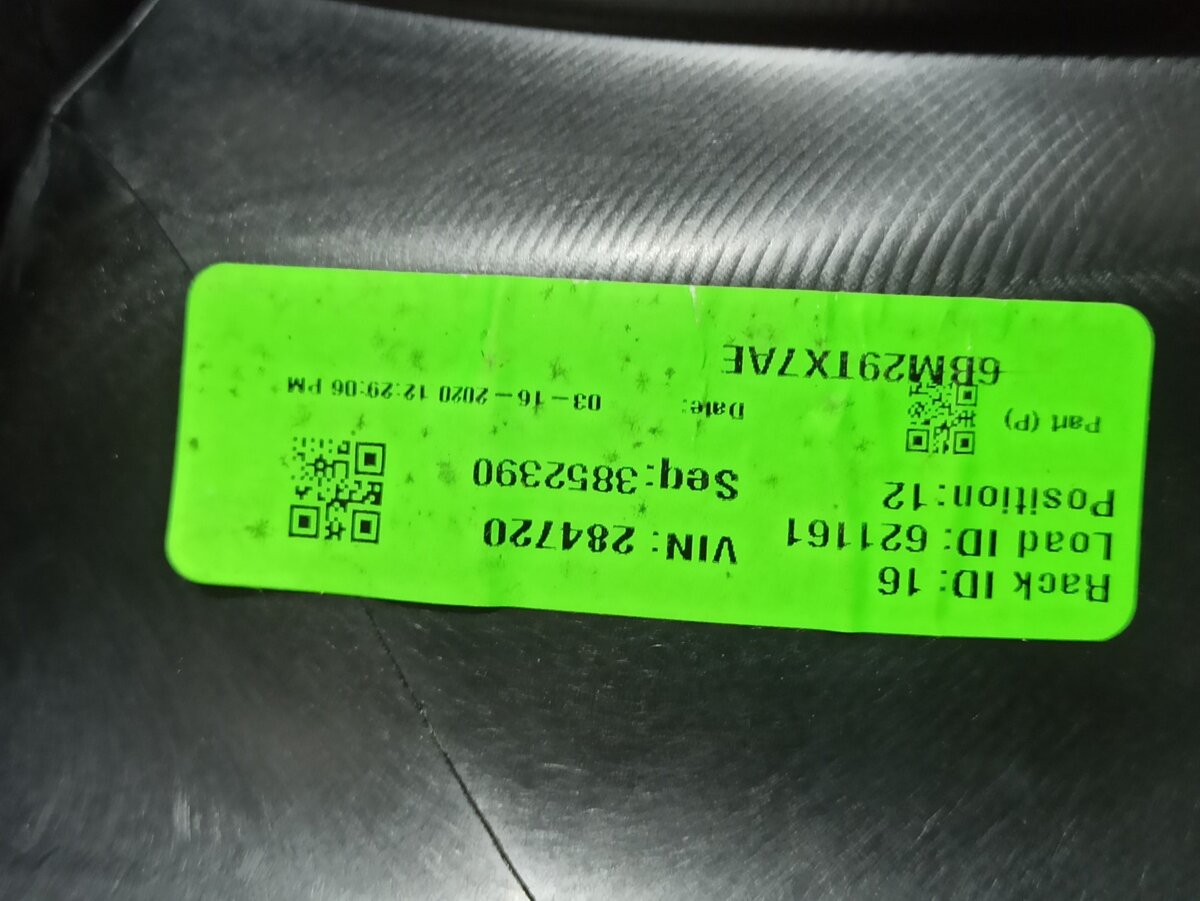 Rack ID: 16
Load ID: 621161
Position: 12
VIN: 284720
Seq: 3852390
Part (P)
Date: 03-16-2020 12:29:06 PM
6BM29TX7AE